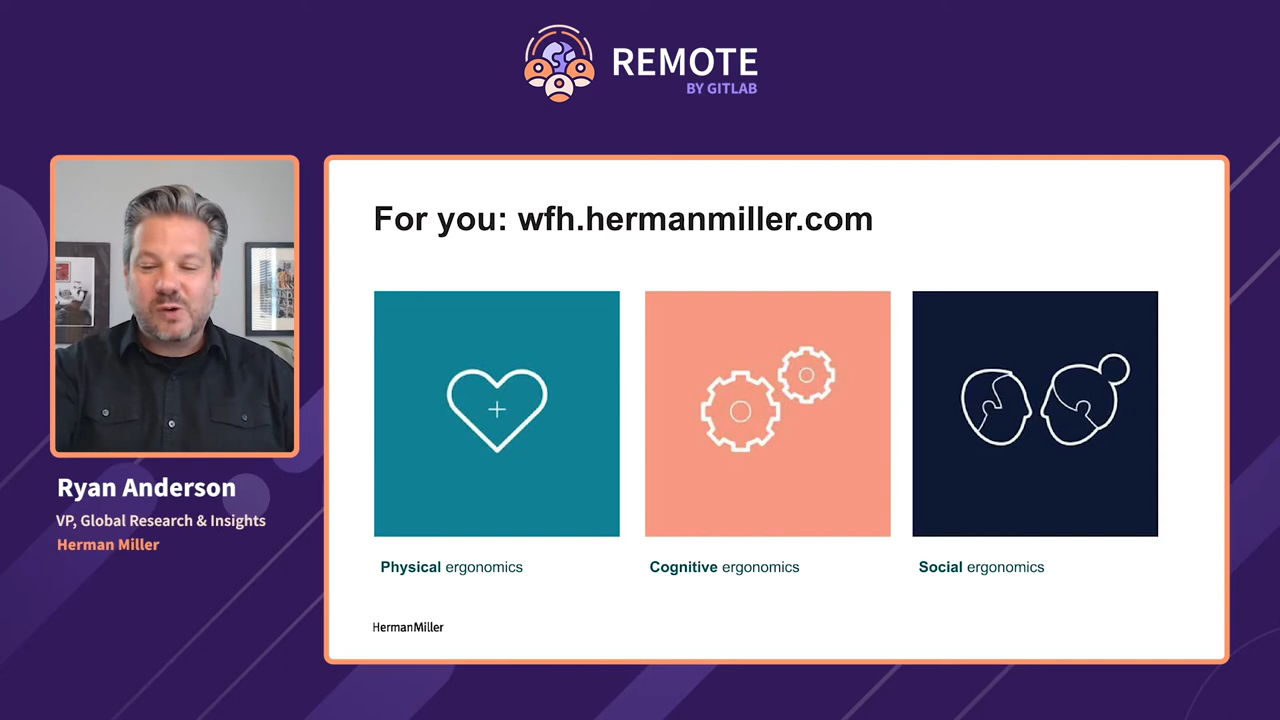 REMOTE
BY GITLAB
For you: wfh.hermanmiller.com
Physical ergonomics
Cognitive ergonomics
Social ergonomics
HermanMiller
Ryan Anderson
VP, Global Research & Insights
Herman Miller